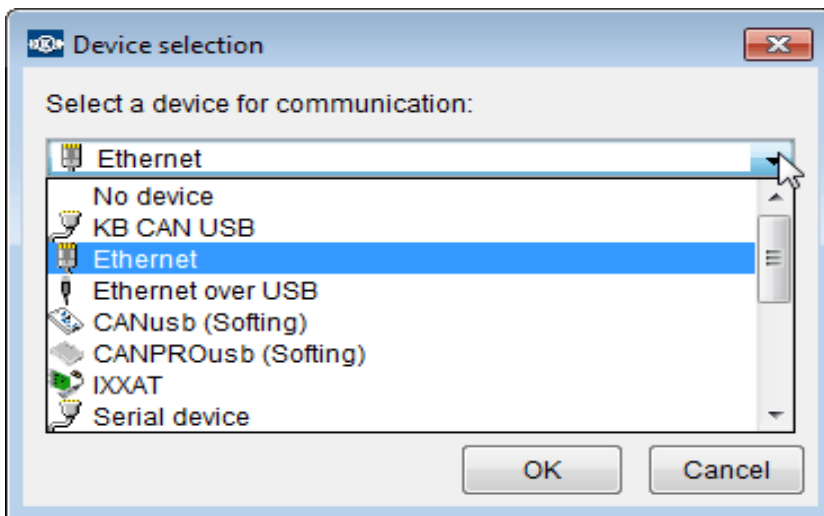 Device selection
Select a device for communication:
Ethernet
No device
KB CAN USB
Ethernet
Ethernet over USB
CANusb (Softing)
CANPROusb (Softing)
IXXAT
Serial device
OK Cancel